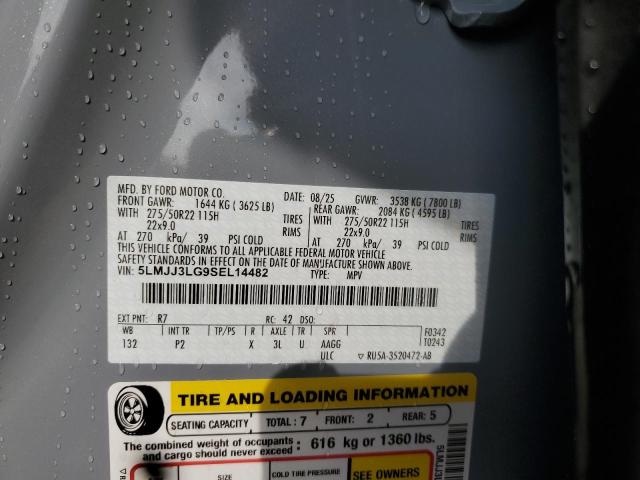 MFD. BY FORD MOTOR CO.
DATE: 08/25 GVWR: 3538 KG ( 7800 LB)
FRONT GAWR: 1644 KG ( 3625 LB) REAR GAWR: 2084 KG ( 4595 LB)
WITH 275/50R22 115H TIRES WITH 275/50R22 115H TIRES
22x9.0 22x9.0
AT 270 kPa/ 39 PSI COLD AT 270 kPa/ 39 PSI COLD
THIS VEHICLE CONFORMS TO ALL APPLICABLE FEDERAL MOTOR VEHICLE
SAFETY STANDARDS IN EFFECT ON THE DATE OF MANUFACTURE SHOWN ABOVE.
VIN: 5LMJJ3LG9SEL14482 TYPE: MPV
EXT PNT: R7 RC: 42 DSO:
WB INT TR TP/PS R AXLE TR SPR F0342
132 P2 X 3L U AAGG T0243
ULC ▽ RU5A-3520472-AB
TIRE AND LOADING INFORMATION
SEATING CAPACITY TOTAL : 7 FRONT: 2 REAR: 5
The combined weight of occupants : 616 kg or 1360 lbs.
and cargo should never exceed
SIZE COLD TIRE PRESSURE SEE OWNERS